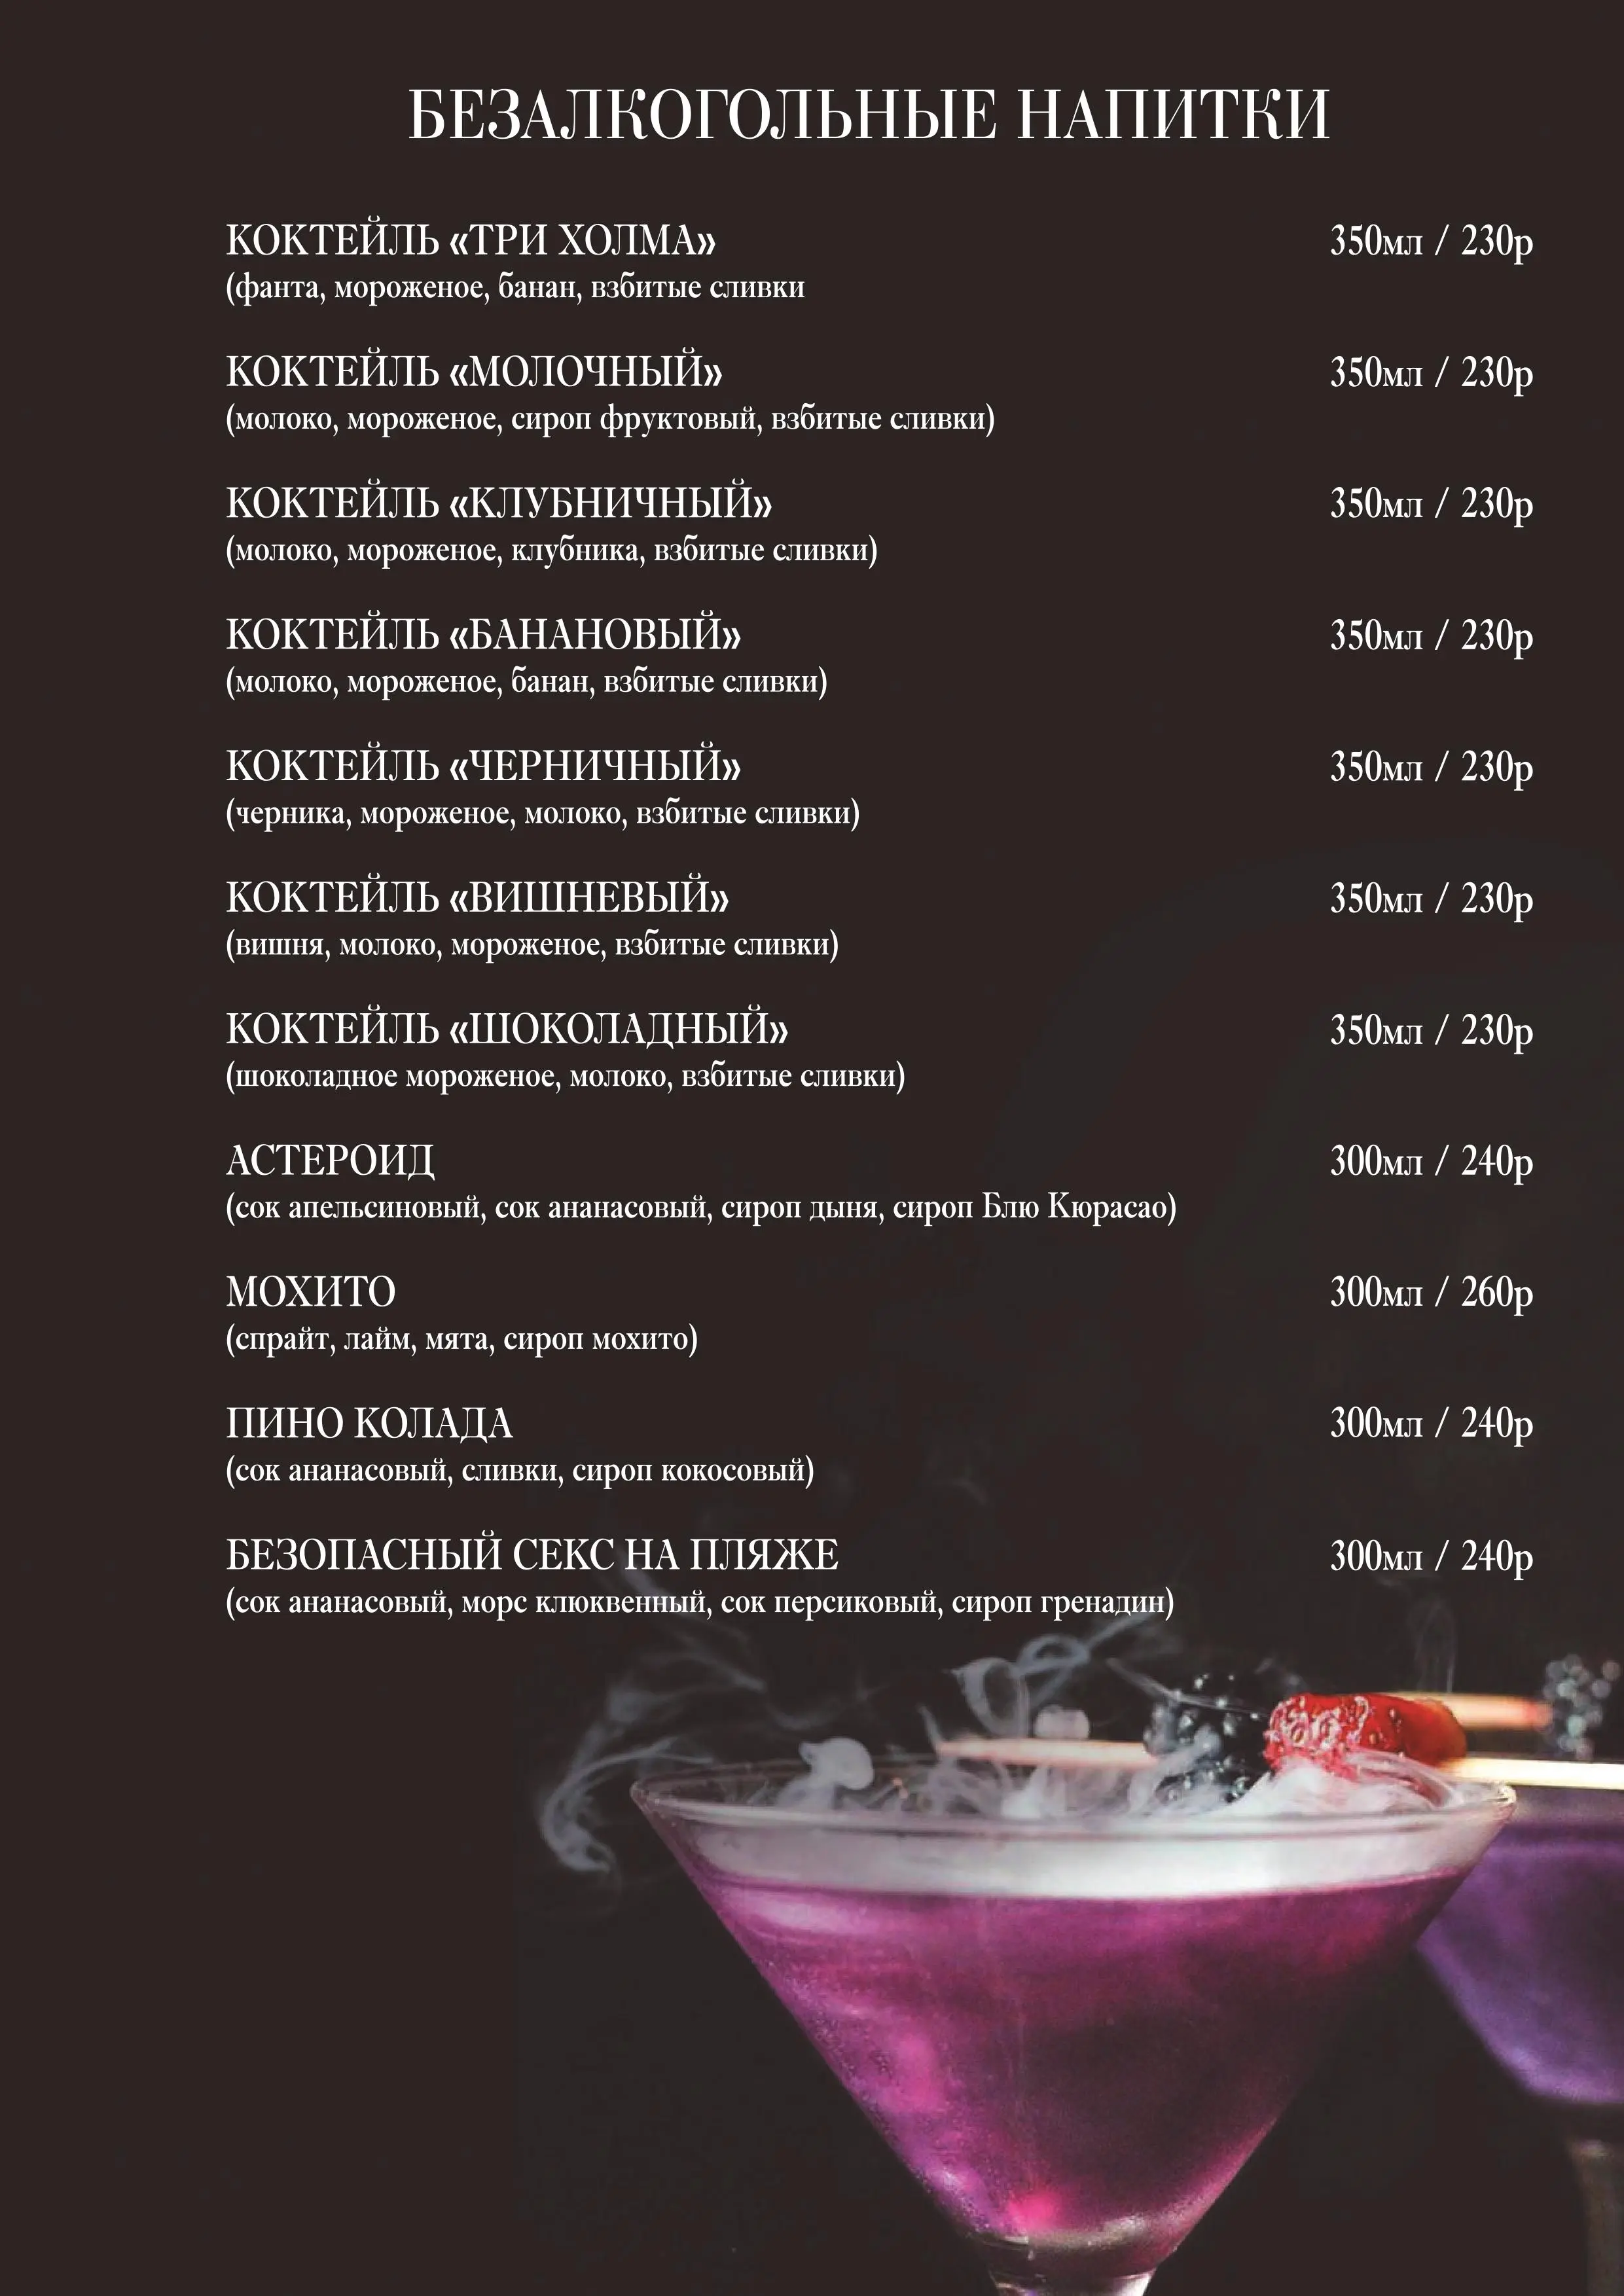 БЕЗАЛКОГОЛЬНЫЕ НАПИТКИ
КОКТЕЙЛЬ «ТРИ ХОЛМА» 350мл / 230р
(фанта, мороженое, банан, взбитые сливки
КОКТЕЙЛЬ «МОЛОЧНЫЙ» 350мл / 230р
(молоко, мороженое, сироп фруктовый, взбитые сливки)
КОКТЕЙЛЬ «КЛУБНИЧНЫЙ» 350мл / 230р
(молоко, мороженое, клубника, взбитые сливки)
КОКТЕЙЛЬ «БАНАНОВЫЙ» 350мл / 230р
(молоко, мороженое, банан, взбитые сливки)
КОКТЕЙЛЬ «ЧЕРНИЧНЫЙ» 350мл / 230р
(черника, мороженое, молоко, взбитые сливки)
КОКТЕЙЛЬ «ВИШНЕВЫЙ» 350мл / 230р
(вишня, молоко, мороженое, взбитые сливки)
КОКТЕЙЛЬ «ШОКОЛАДНЫЙ» 350мл / 230р
(шоколадное мороженое, молоко, взбитые сливки)
АСТЕРОИД 300мл / 240р
(сок апельсиновый, сок ананасовый, сироп дыня, сироп Блю Кюрасао)
МОХИТО 300мл / 260р
(спрайт, лайм, мята, сироп мохито)
ПИНО КОЛАДА 300мл / 240р
(сок ананасовый, сливки, сироп кокосовый)
БЕЗОПАСНЫЙ СЕКС НА ПЛЯЖЕ 300мл / 240р
(сок ананасовый, морс клюквенный, сок персиковый, сироп гренадин)